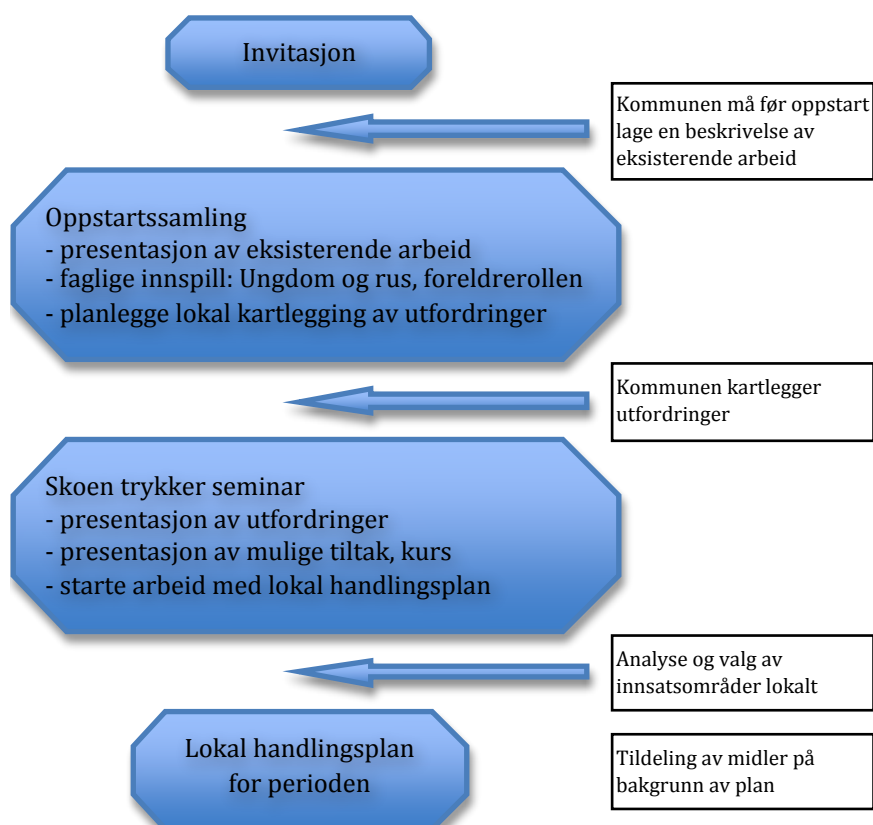 Invitasjon
Kommunen må før oppstart
lage en beskrivelse av
eksisterende arbeid
Oppstartssamling
- presentasjon av eksisterende arbeid
- faglige innspill: Ungdom og rus, foreldrerollen
- planlegge lokal kartlegging av utfordringer
Kommunen kartlegger
utfordringer
Skoen trykker seminar
- presentasjon av utfordringer
- presentasjon av mulige tiltak, kurs
- starte arbeid med lokal handlingsplan
Analyse og valg av
innsatsområder lokalt
Lokal handlingsplan
for perioden
Tildeling av midler på
bakgrunn av plan